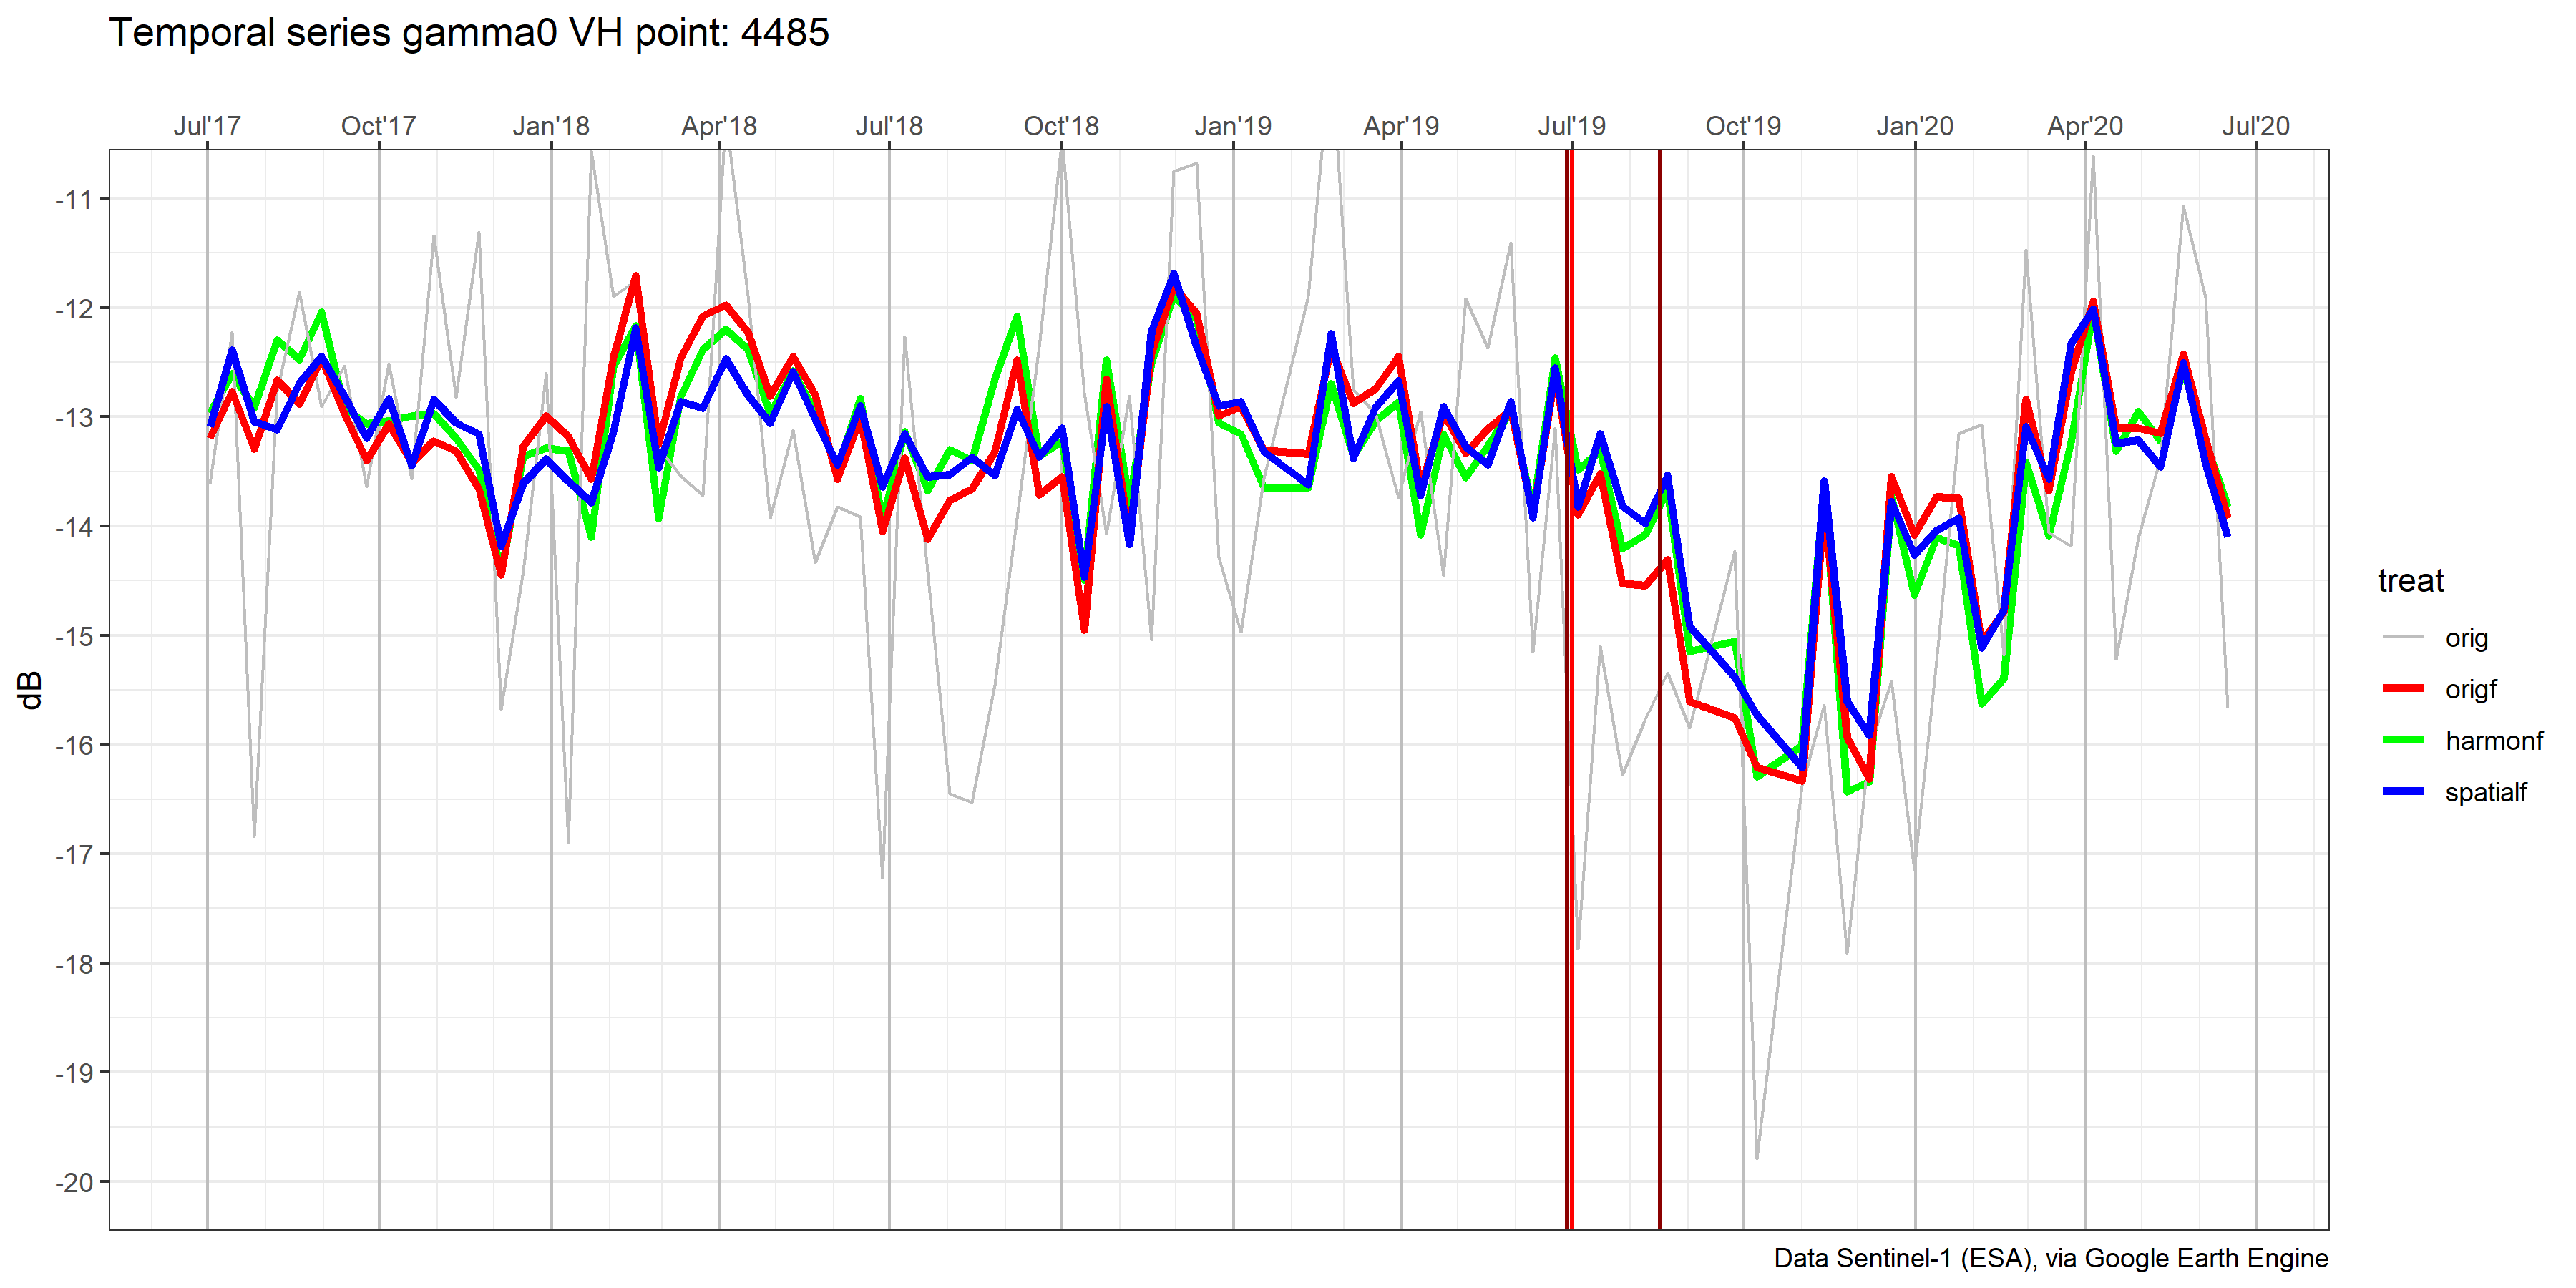 Temporal series gamma0 VH point: 4485
Jul'17 Oct'17 Jan'18 Apr'18 Jul'18 Oct'18 Jan'19 Apr'19 Jul'19 Oct'19 Jan'20 Apr'20 Jul'20
-11
-12
-13
-14
-15
-16
-17
-18
-19
-20
dB
treat
orig
origf
harmonf
spatialf
Data Sentinel-1 (ESA), via Google Earth Engine